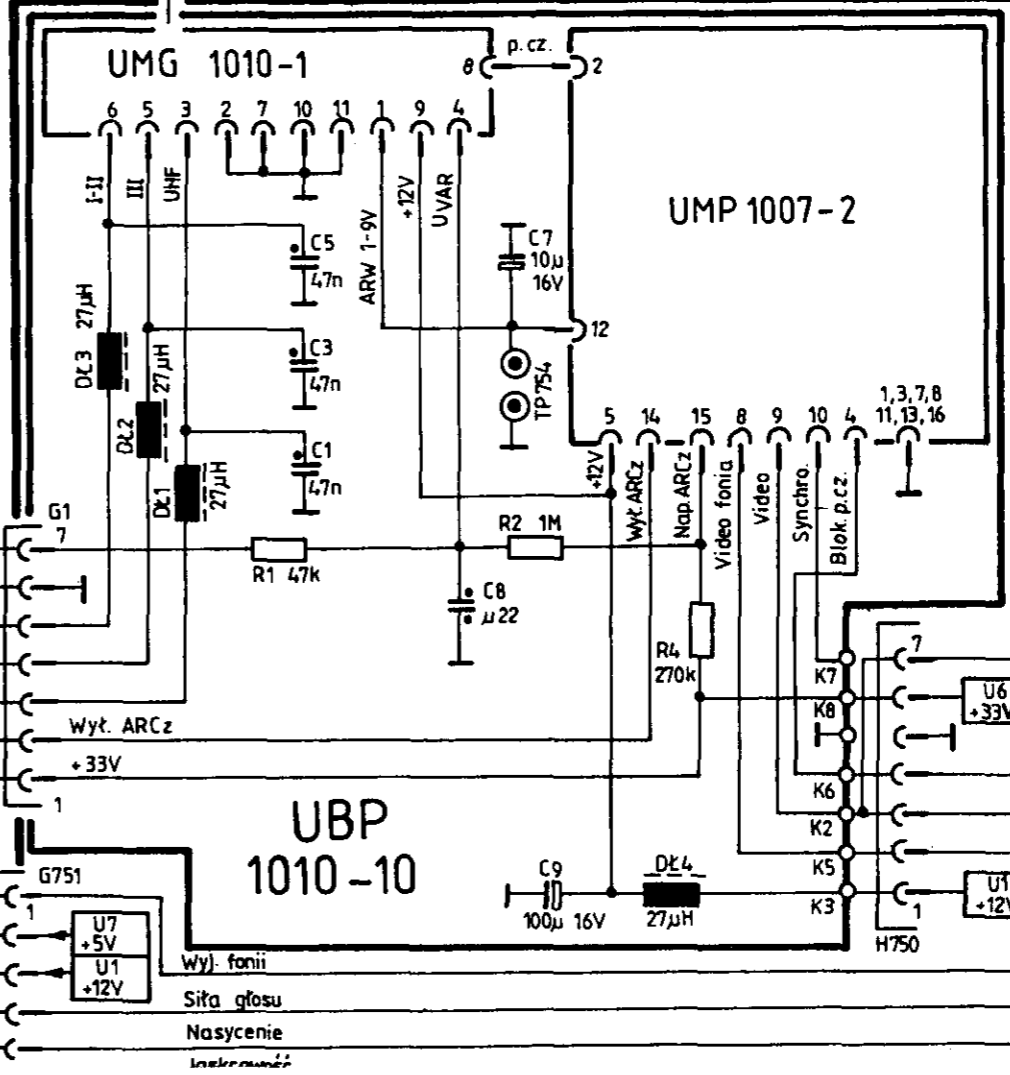 UMG 1010-1
p.cz.
8
2
6 5 3 2 7 10 11 1 9 4
I-II
III
UHF
ARW 1-9V
+12V
UVAR
UMP 1007-2
C7
10µ
16V
C5
47n
12
TP754
DŁ3
27µH
C3
47n
DŁ2
27µH
C1
47n
DŁ1
27µH
1,3,7,8
11,13,16
5 14 15 8 9 10 4
+12V
Wył. ARCz
Nap. ARCz
Video fonia
Video
Synchro.
Blok. p.cz.
G1
7
R1 47k
R2 1M
C8
µ22
R4
270k
K7
7
K8
U6
+33V
Wył. ARCz
+33V
1
K6
K2
K5
K3
UBP
1010-10
C9
100µ 16V
DŁ4
27µH
U1
+12V
1
H750
G751
1
U7
+5V
U1
+12V
Wyj. fonii
Siła głosu
Nasycenie
Jaskrawość